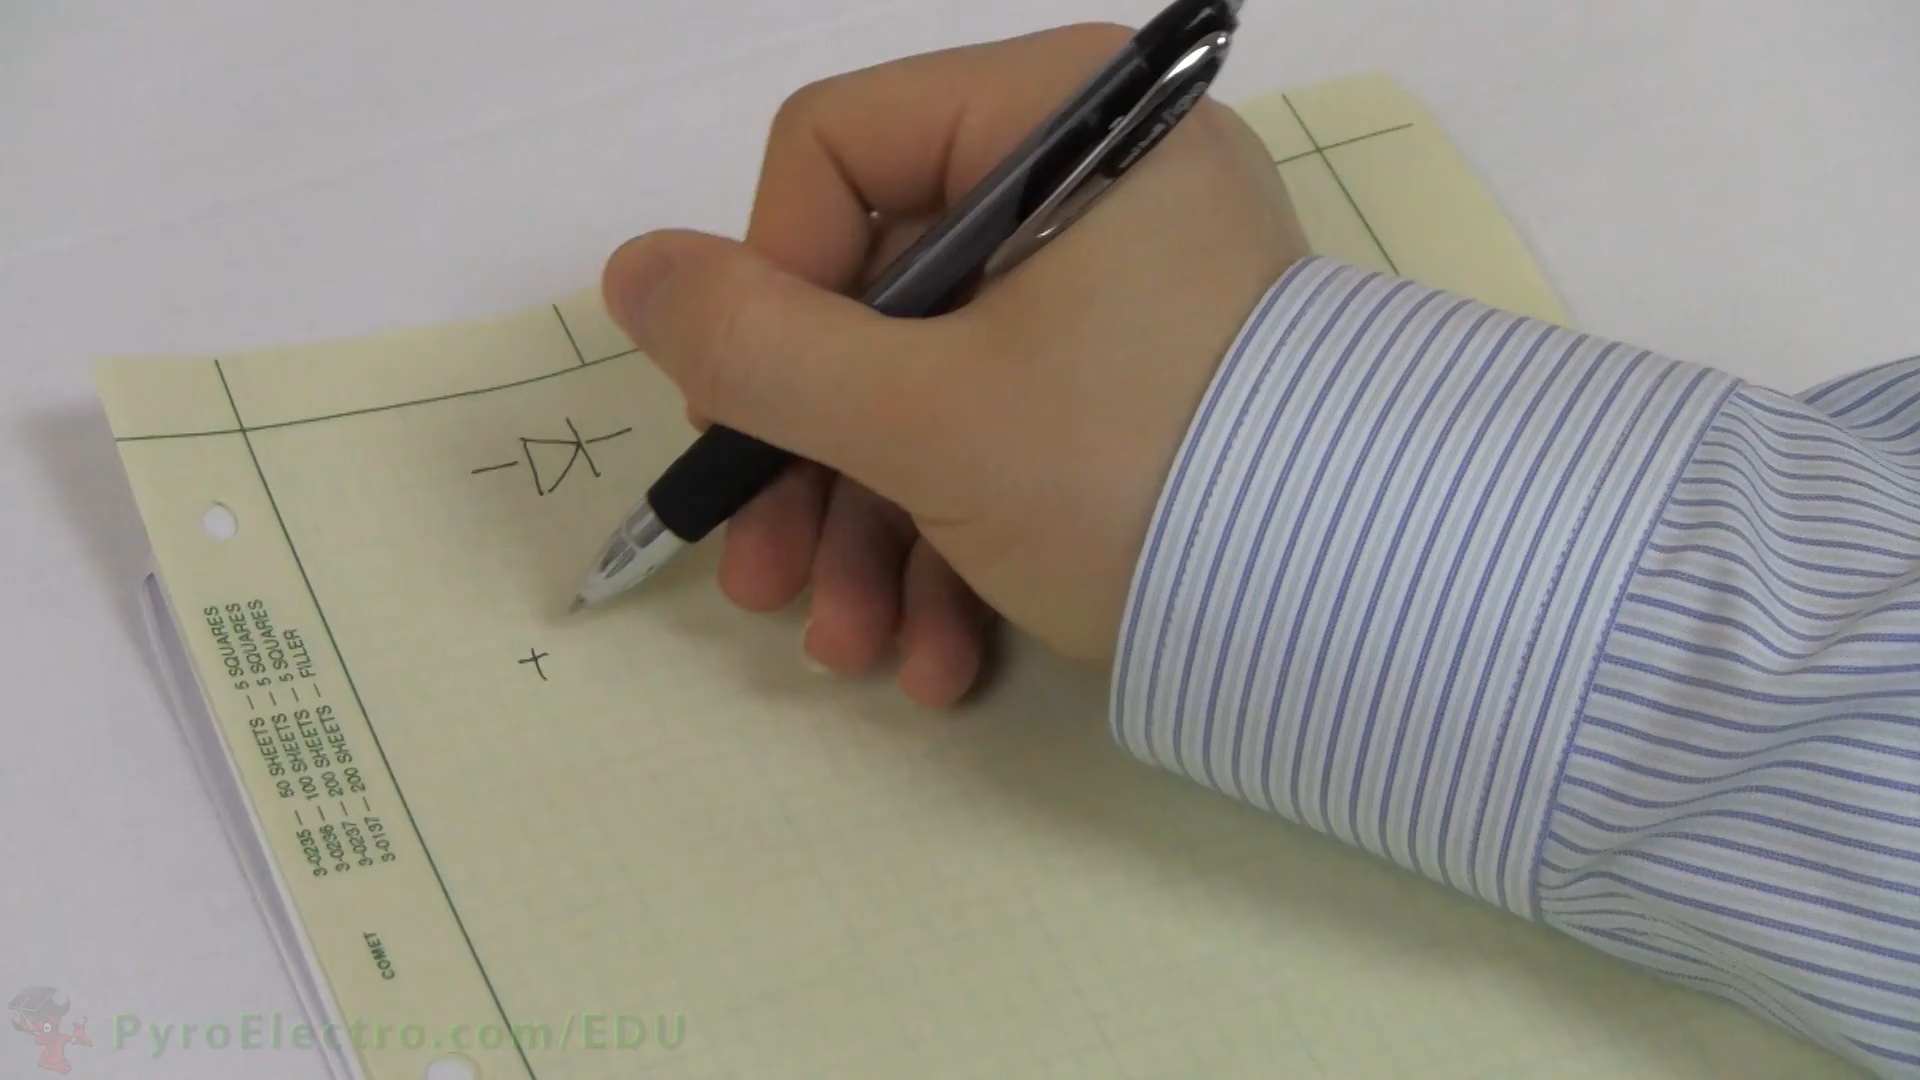 +
3-0235 — 50 SHEETS — 5 SQUARES
3-0236 — 100 SHEETS — 5 SQUARES
3-0237 — 200 SHEETS — 5 SQUARES
3-0137 — 200 SHEETS — FILLER
COMET
PyroElectro.com/EDU